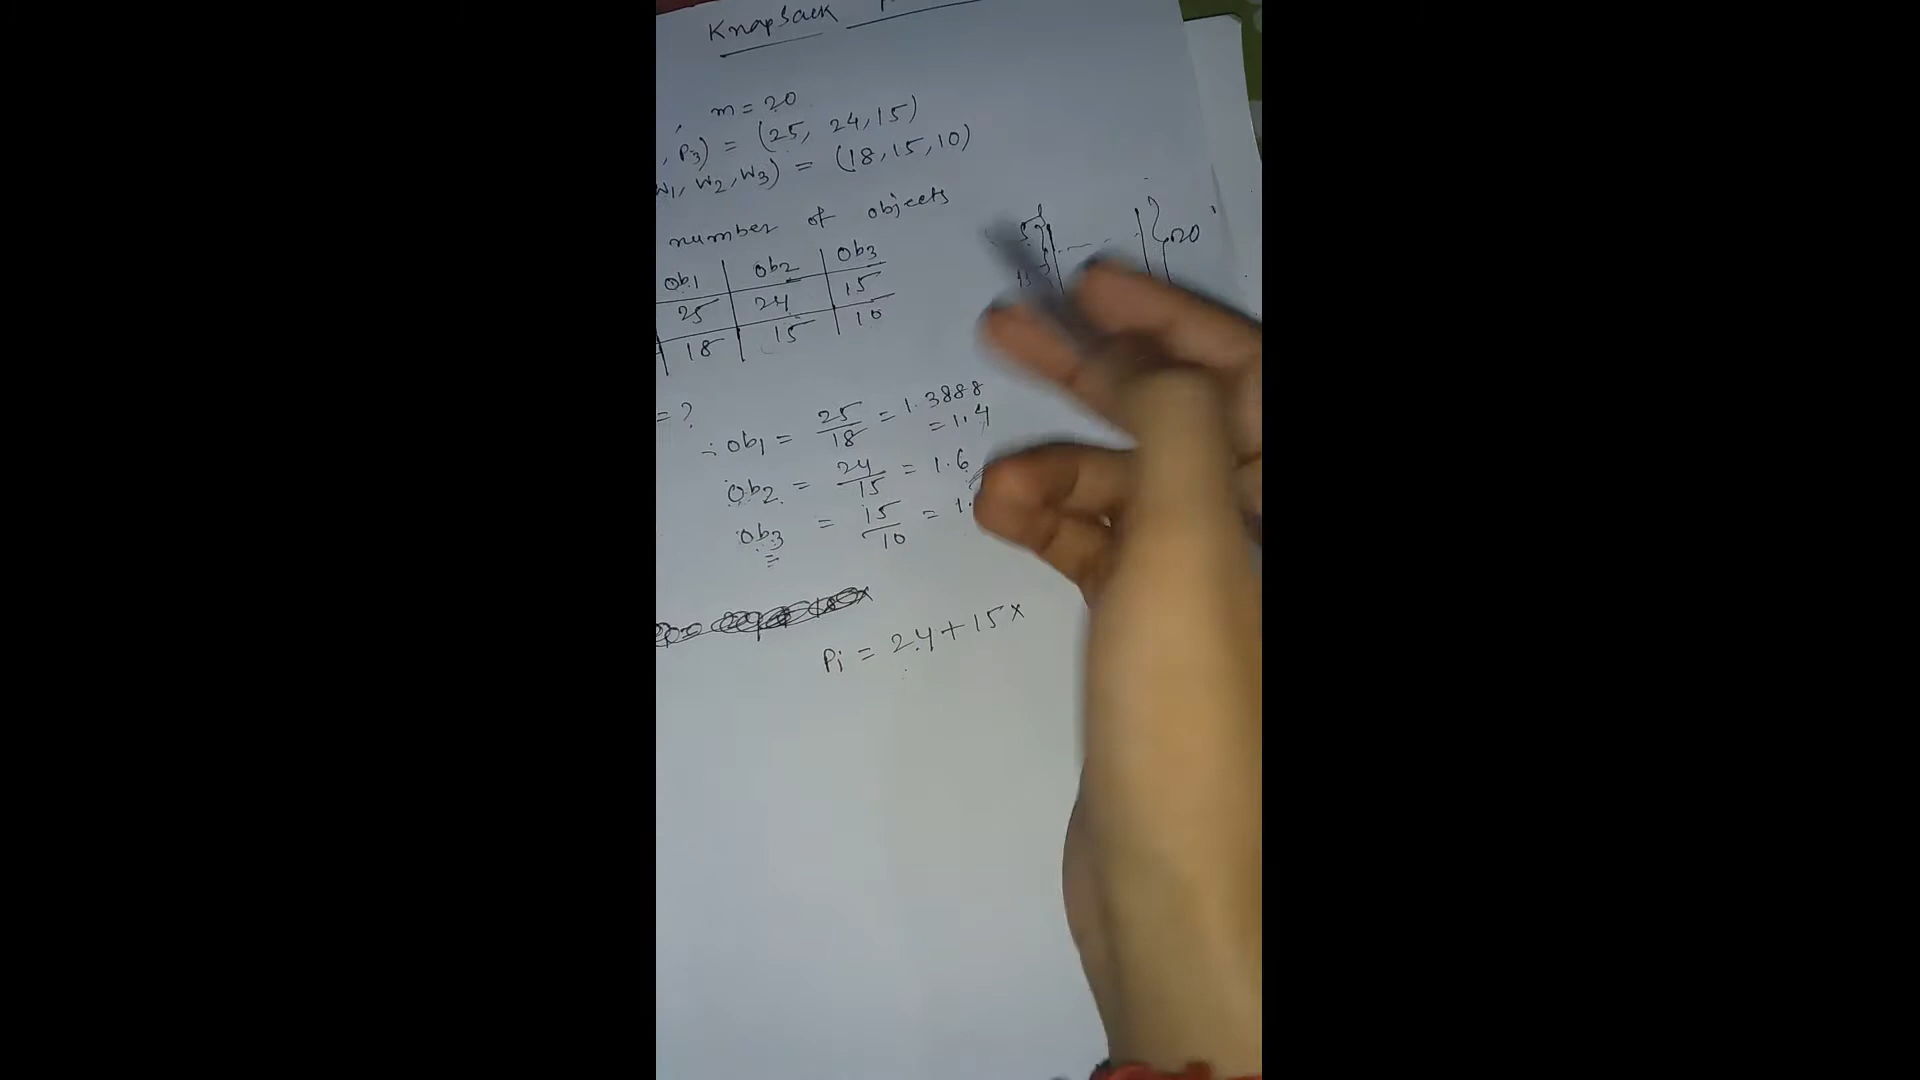 Knapsack
m = 20
, P3) = (25, 24, 15)
W1, W2, W3) = (18, 15, 10)
number of objects
Ob1 Ob2 Ob3
25 24 15
18 15 10
= ?
Ob1 = 25/18 = 1.3888
= 1.4
Ob2 = 24/15 = 1.6
Ob3 = 15/10 = 1.
20
Pi = 24 + 15 x